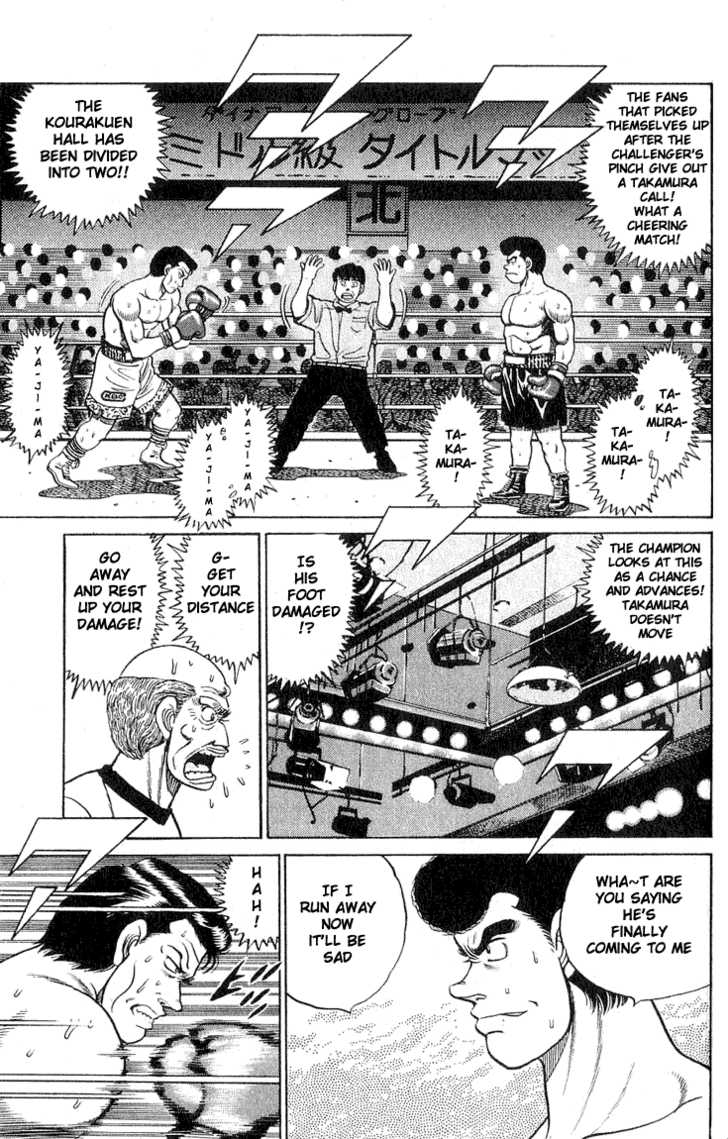 THE FANS
THAT PICKED
THEMSELVES UP
AFTER THE
CHALLENGER'S
PINCH GIVE OUT
A TAKAMURA
CALL!
WHAT A
CHEERING
MATCH!
THE
KOURAKUEN
HALL HAS
BEEN DIVIDED
INTO TWO!!
ミドル級 タイトル
北
TA-
KA-
MURA-
!
TA-
KA-
MURA-
TA-
KA-
MURA-
!
YA-JI-MA
YA-JI-MA
YA-JI-MA
THE CHAMPION
LOOKS AT THIS
AS A CHANCE
AND ADVANCES!
TAKAMURA
DOESN'T
MOVE
IS
HIS
FOOT
DAMAGED
!?
G-
GET
YOUR
DISTANCE
GO
AWAY
AND REST
UP YOUR
DAMAGE!
WHA~T ARE
YOU SAYING
HE'S
FINALLY
COMING TO ME
IF I
RUN AWAY
NOW
IT'LL BE
SAD
HAH!